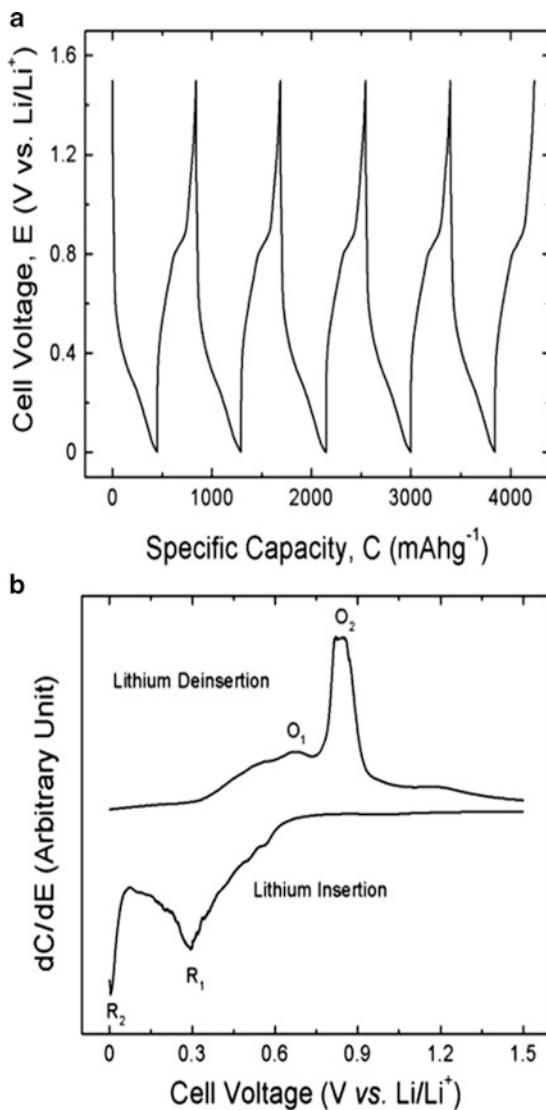 a
1.6
1.2
0.8
0.4
0
Cell Voltage, E (V vs. Li/Li⁺)
0 1000 2000 3000 4000
Specific Capacity, C (mAhg⁻¹)
b
O₂
Lithium Deinsertion
O₁
dC/dE (Arbitrary Unit)
Lithium Insertion
R₁
R₂
0 0.3 0.6 0.9 1.2 1.5
Cell Voltage (V vs. Li/Li⁺)